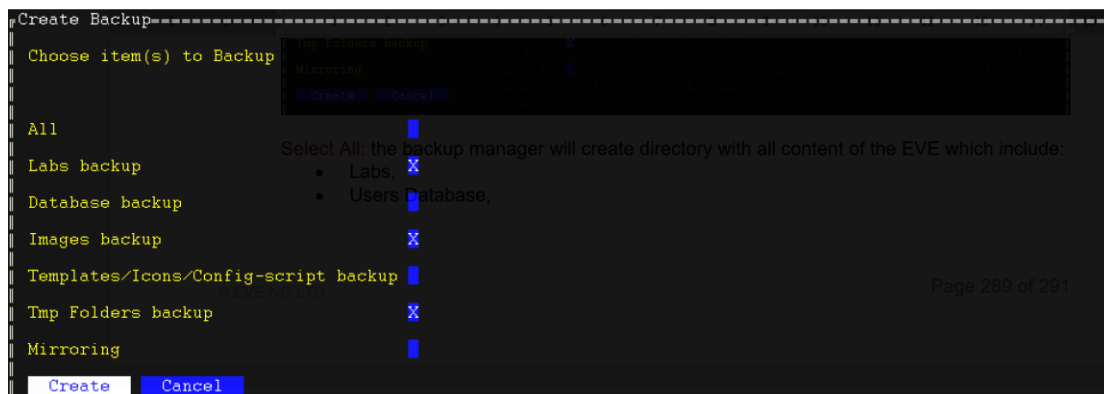 Create Backup
Choose item(s) to Backup
Tmp Folders backup X
Mirroring
Create Cancel
All
Select All: the backup manager will create directory with all content of the EVE which include:
Labs backup X
• Labs,
Database backup
• Users Database,
Images backup X
Templates/Icons/Config-script backup
Page 289 of 291
Tmp Folders backup X
Mirroring
Create Cancel